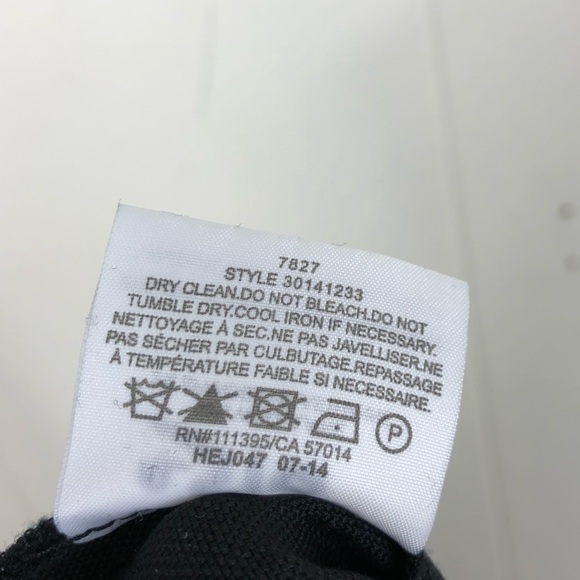 7827
STYLE 30141233
DRY CLEAN.DO NOT BLEACH.DO NOT
TUMBLE DRY.COOL IRON IF NECESSARY.
NETTOYAGE À SEC.NE PAS JAVELLISER.NE
PAS SÉCHER PAR CULBUTAGE.REPASSAGE
À TEMPÉRATURE FAIBLE SI NECESSAIRE.
P
RN#111395/CA 57014
HEJ047 07-14